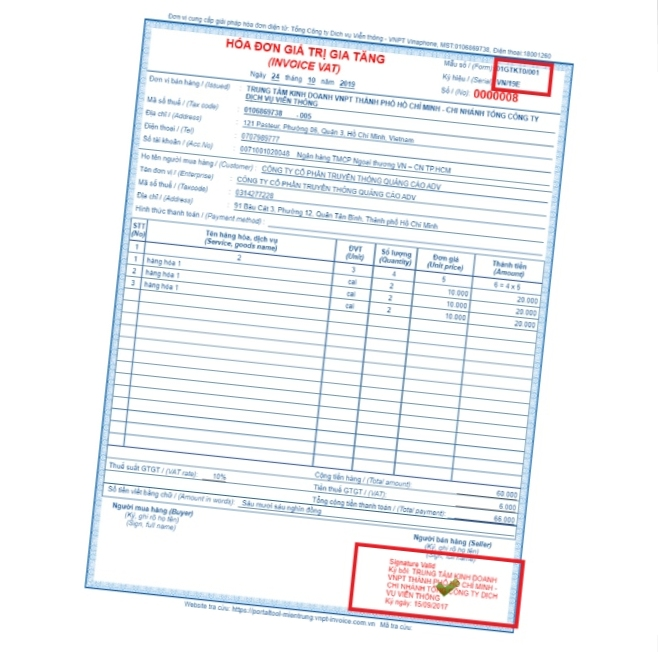 Đơn vị cung cấp giải pháp hóa đơn điện tử: Tổng Công ty Dịch vụ Viễn thông - VNPT Vinaphone, MST:0106869738, Điện thoại:18001260
HÓA ĐƠN GIÁ TRỊ GIA TĂNG
(INVOICE VAT)
Ngày 24 tháng 10 năm 2019
Mẫu số / (Form): 01GTKT0/001
Ký hiệu / (Serial): VN/19E
Số / (No): 0000008
Đơn vị bán hàng / (Issued) : TRUNG TÂM KINH DOANH VNPT THÀNH PHỐ HỒ CHÍ MINH - CHI NHÁNH TỔNG CÔNG TY
DỊCH VỤ VIỄN THÔNG
Mã số thuế / (Tax code) : 0106869738 - 005
Địa chỉ / (Address) : 121 Pasteur, Phường 06, Quận 3, Hồ Chí Minh, Vietnam
Điện thoại / (Tel) : 0707989777
Số tài khoản / (Acc.No) : 0071001020048 Ngân hàng TMCP Ngoại thương VN – CN TP.HCM
Họ tên người mua hàng / (Customer) : CÔNG TY CỔ PHẦN TRUYỀN THÔNG QUẢNG CÁO ADV
Tên đơn vị / (Enterprise) : CÔNG TY CỔ PHẦN TRUYỀN THÔNG QUẢNG CÁO ADV
Mã số thuế / (Taxcode) : 0314277228
Địa chỉ / (Address) : 51 Bàu Cát 3, Phường 12, Quận Tân Bình, Thành phố Hồ Chí Minh
Hình thức thanh toán / (Payment method) :
STT (No) Tên hàng hóa, dịch vụ (Service, goods name) ĐVT (Unit) Số lượng (Quantity) Đơn giá (Unit price) Thành tiền (Amount)
1 2 3 4 5 6 = 4 x 5
1 hàng hóa 1 cai 2 10.000 20.000
2 hàng hóa 1 cai 2 10.000 20.000
3 hàng hóa 1 cai 2 10.000 20.000
Cộng tiền hàng / (Total amount): 60.000
Thuế suất GTGT / (VAT rate): 10% Tiền thuế GTGT / (VAT): 6.000
Tổng cộng tiền thanh toán / (Total payment): 66.000
Số tiền viết bằng chữ / (Amount in words): Sáu mươi sáu nghìn đồng
Người mua hàng (Buyer)
(Ký, ghi rõ họ tên)
(Sign, full name)
Người bán hàng (Seller)
(Ký, ghi rõ họ tên)
(Sign, full name)
Signature Valid
Ký bởi: TRUNG TÂM KINH DOANH
VNPT THÀNH PHỐ CHÍ MINH -
CHI NHÁNH TỔNG CÔNG TY DỊCH
VỤ VIỄN THÔNG
Ký ngày: 15/09/2017
Website tra cứu: https://portaltool-mientrung.vnpt-invoice.com.vn Mã tra cứu: